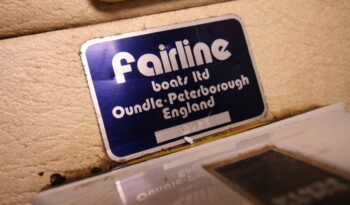 Fairline
boats ltd
Oundle · Peterborough
England